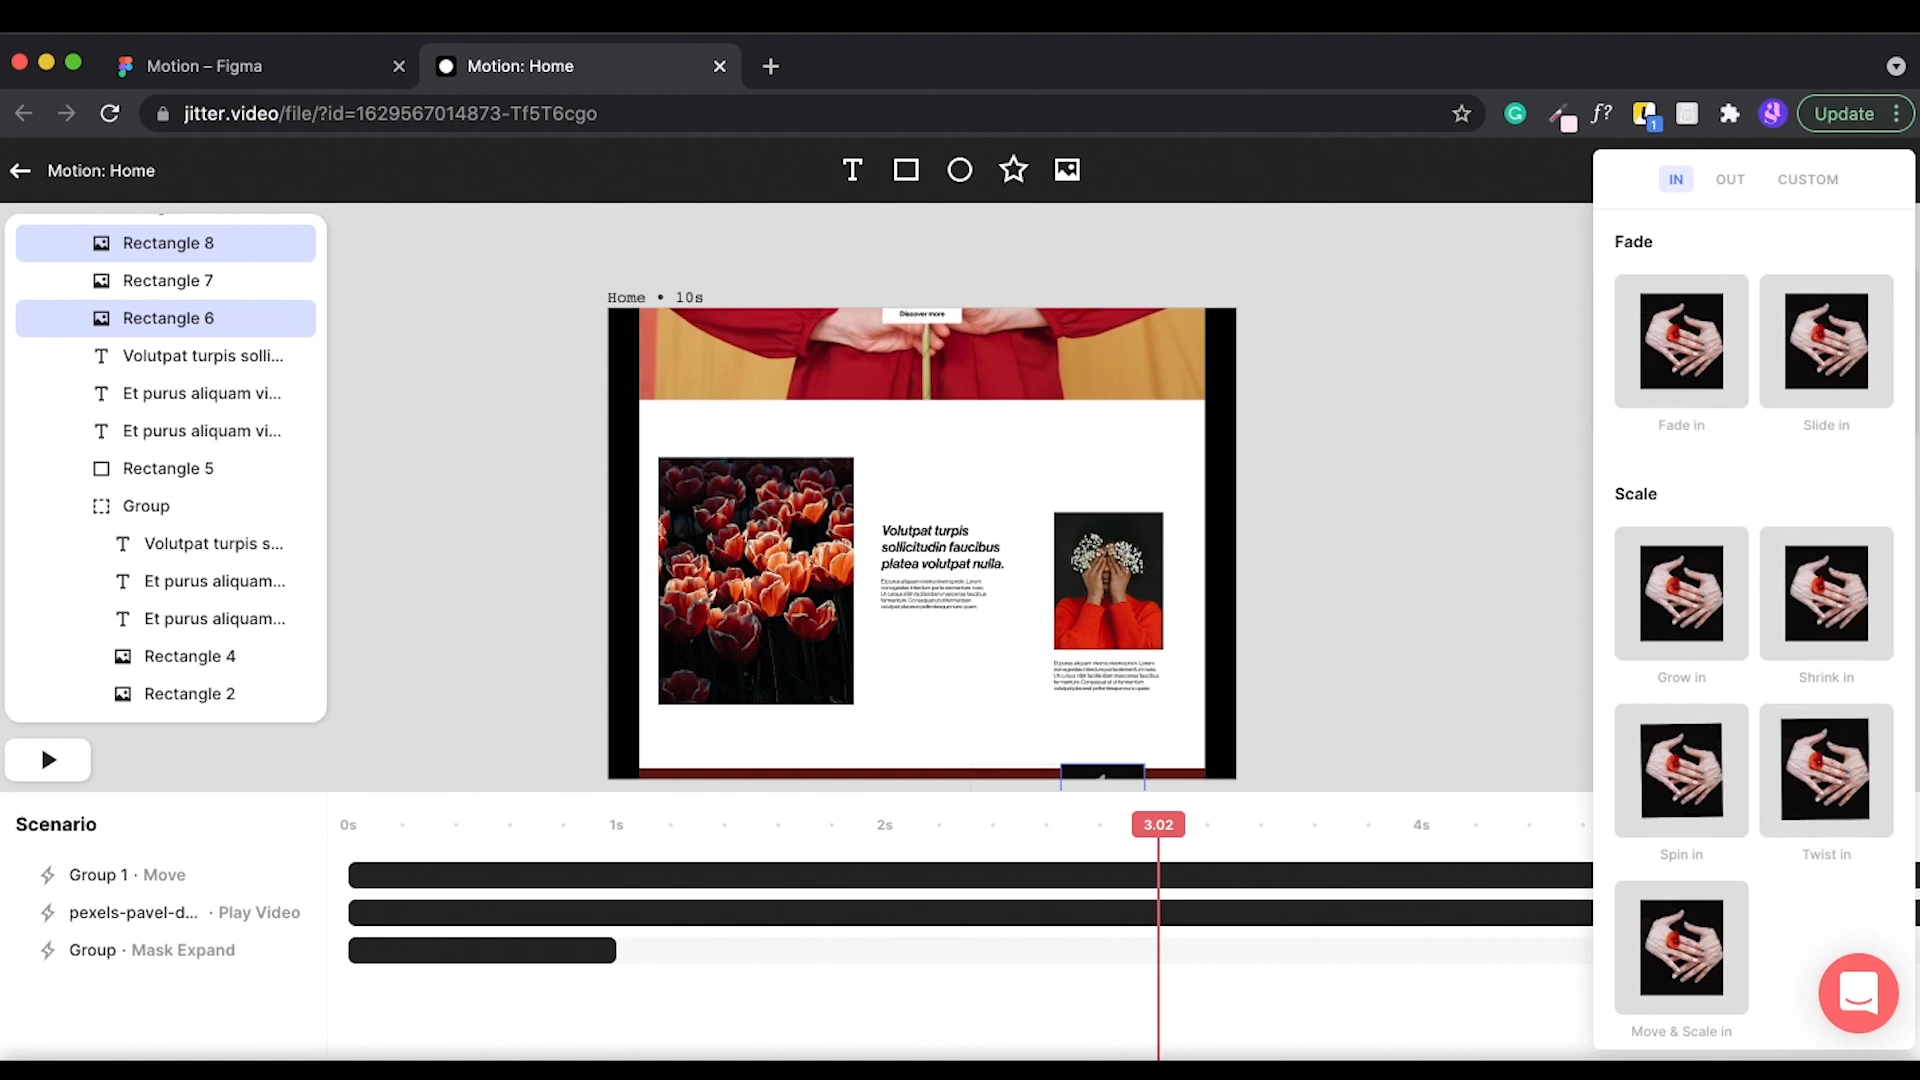 Motion – Figma
Motion: Home
jitter.video/file/?id=1629567014873-Tf5T6cgo
f?
1
Update
Motion: Home
T
IN OUT CUSTOM
Rectangle 8
Rectangle 7
Rectangle 6
Volutpat turpis solli...
Et purus aliquam vi...
Et purus aliquam vi...
Rectangle 5
Group
Volutpat turpis s...
Et purus aliquam...
Et purus aliquam...
Rectangle 4
Rectangle 2
Home • 10s
Discover more
Volutpat turpis
sollicitudin faucibus
platea volutpat nulla.
Fade
Fade in
Slide in
Scale
Grow in
Shrink in
Spin in
Twist in
Move & Scale in
Scenario
0s 1s 2s 3.02 4s
Group 1 · Move
pexels-pavel-d... · Play Video
Group · Mask Expand